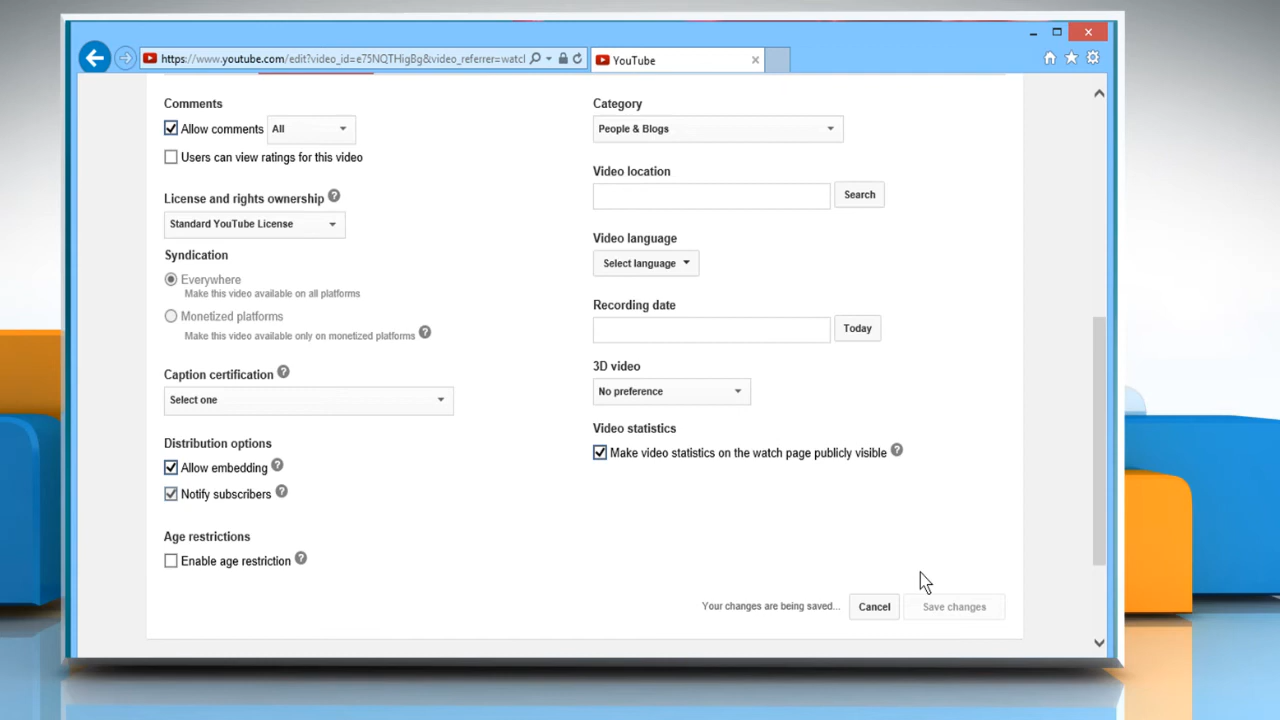 https://www.youtube.com/edit?video_id=e75NQTHigBg&video_referrer=watcl
YouTube
Comments
Allow comments
All
Users can view ratings for this video
License and rights ownership
Standard YouTube License
Syndication
Everywhere
Make this video available on all platforms
Monetized platforms
Make this video available only on monetized platforms
Caption certification
Select one
Distribution options
Allow embedding
Notify subscribers
Age restrictions
Enable age restriction
Category
People & Blogs
Video location
Search
Video language
Select language
Recording date
Today
3D video
No preference
Video statistics
Make video statistics on the watch page publicly visible
Your changes are being saved...
Cancel
Save changes